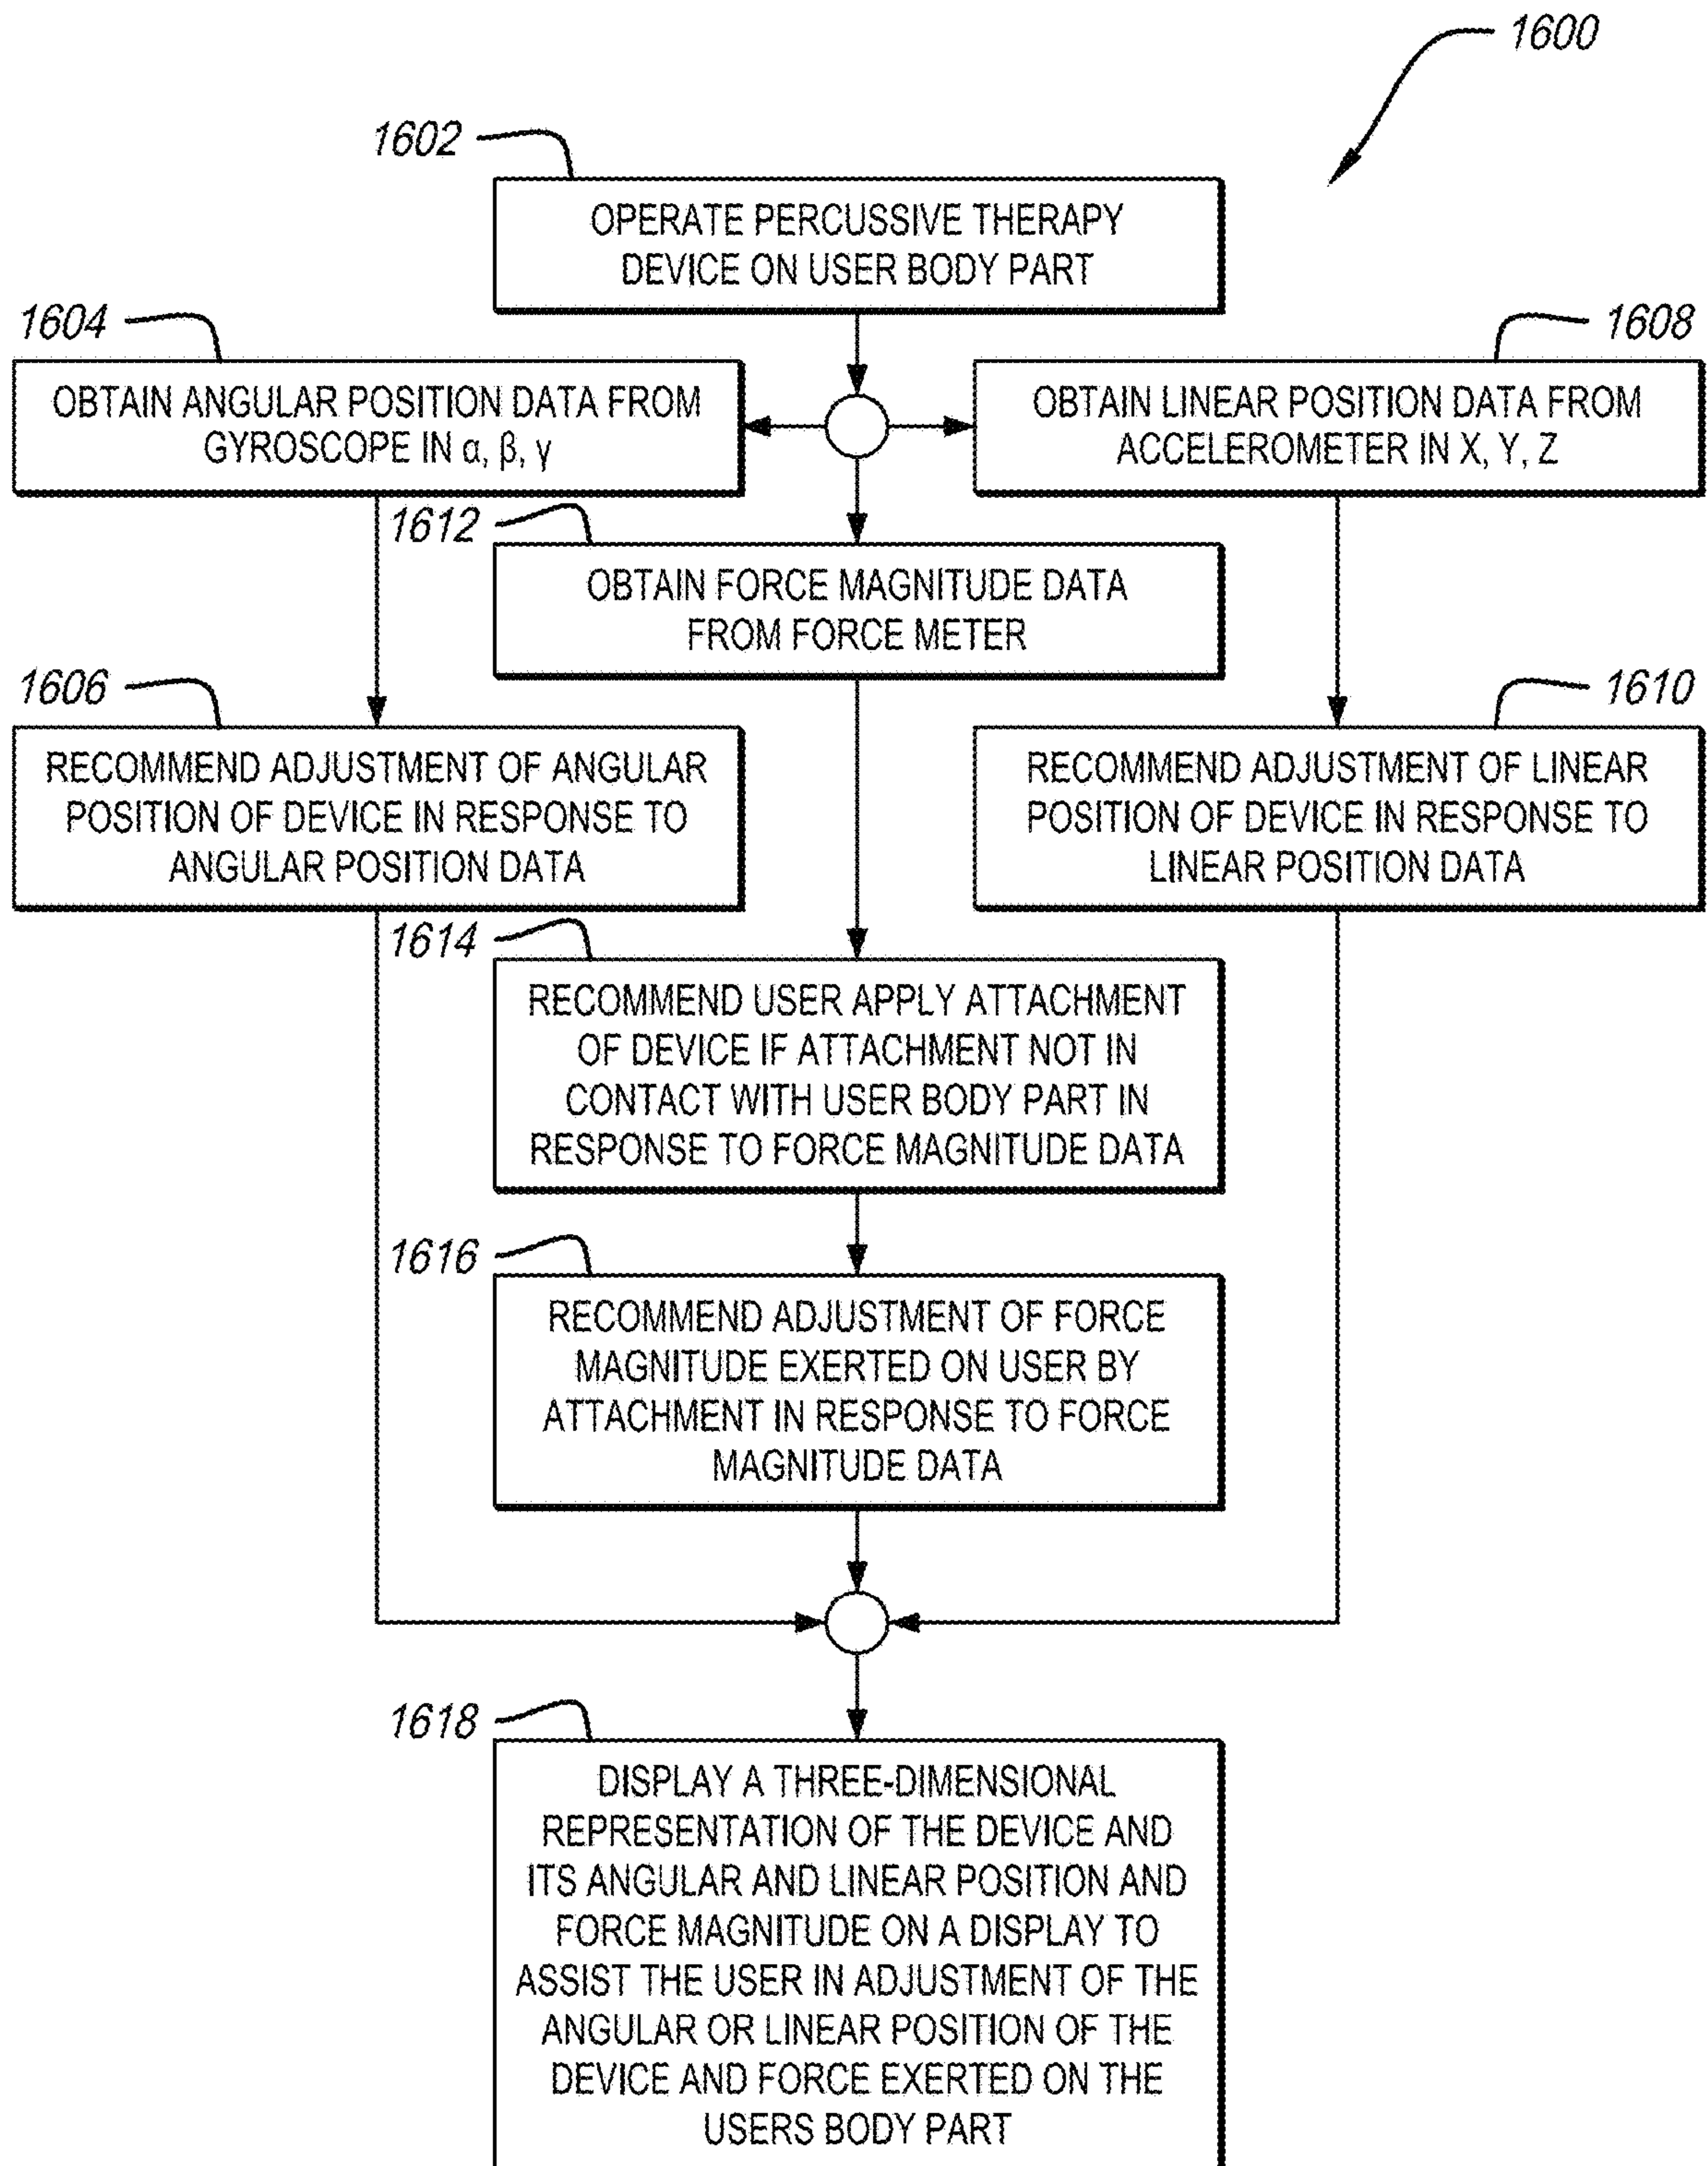 1600
1602
OPERATE PERCUSSIVE THERAPY
DEVICE ON USER BODY PART
1604
OBTAIN ANGULAR POSITION DATA FROM
GYROSCOPE IN α, β, γ
1608
OBTAIN LINEAR POSITION DATA FROM
ACCELEROMETER IN X, Y, Z
1612
OBTAIN FORCE MAGNITUDE DATA
FROM FORCE METER
1606
RECOMMEND ADJUSTMENT OF ANGULAR
POSITION OF DEVICE IN RESPONSE TO
ANGULAR POSITION DATA
1610
RECOMMEND ADJUSTMENT OF LINEAR
POSITION OF DEVICE IN RESPONSE TO
LINEAR POSITION DATA
1614
RECOMMEND USER APPLY ATTACHMENT
OF DEVICE IF ATTACHMENT NOT IN
CONTACT WITH USER BODY PART IN
RESPONSE TO FORCE MAGNITUDE DATA
1616
RECOMMEND ADJUSTMENT OF FORCE
MAGNITUDE EXERTED ON USER BY
ATTACHMENT IN RESPONSE TO FORCE
MAGNITUDE DATA
1618
DISPLAY A THREE-DIMENSIONAL
REPRESENTATION OF THE DEVICE AND
ITS ANGULAR AND LINEAR POSITION AND
FORCE MAGNITUDE ON A DISPLAY TO
ASSIST THE USER IN ADJUSTMENT OF THE
ANGULAR OR LINEAR POSITION OF THE
DEVICE AND FORCE EXERTED ON THE
USERS BODY PART